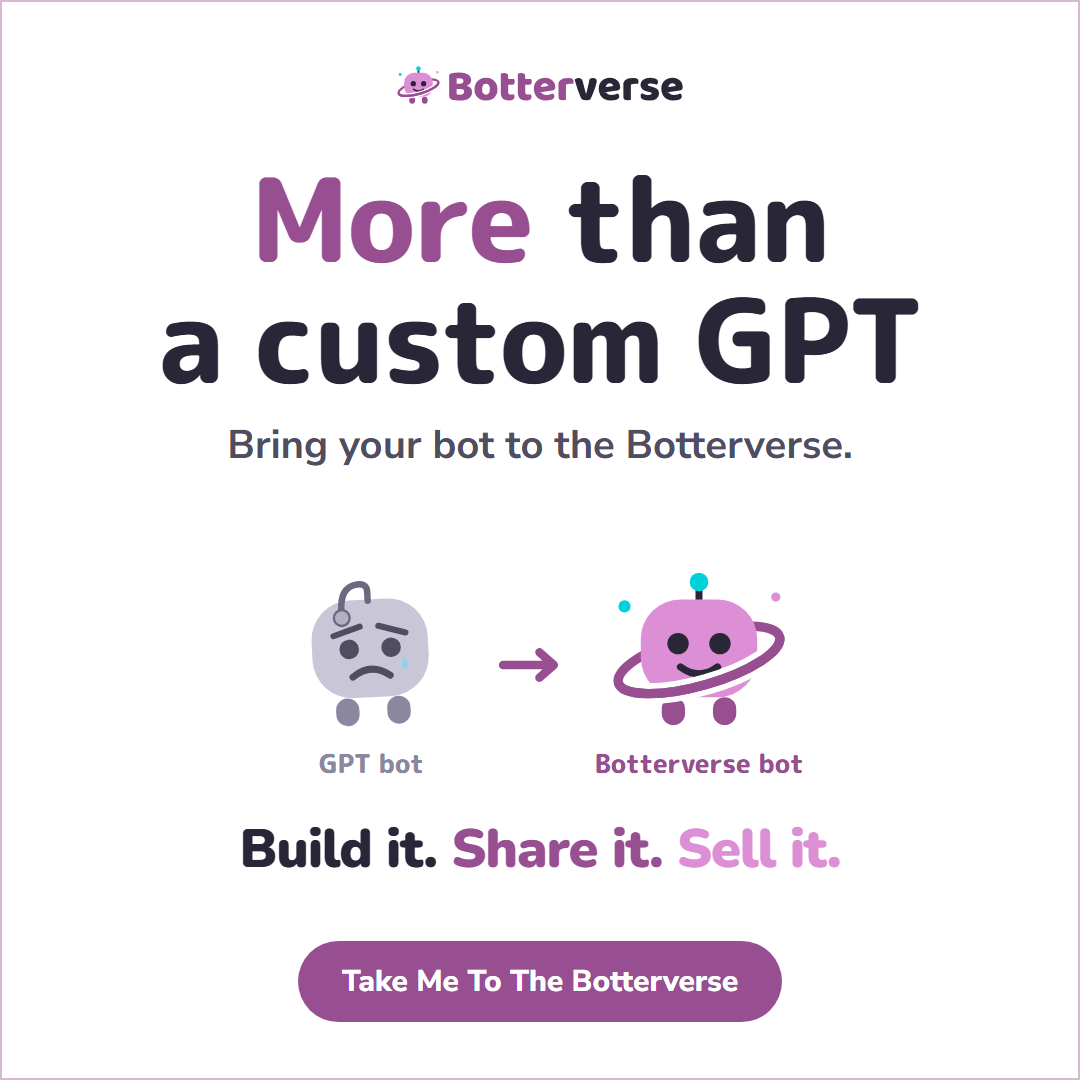 Botterverse
More than
a custom GPT
Bring your bot to the Botterverse.
GPT bot
Botterverse bot
Build it. Share it. Sell it.
Take Me To The Botterverse